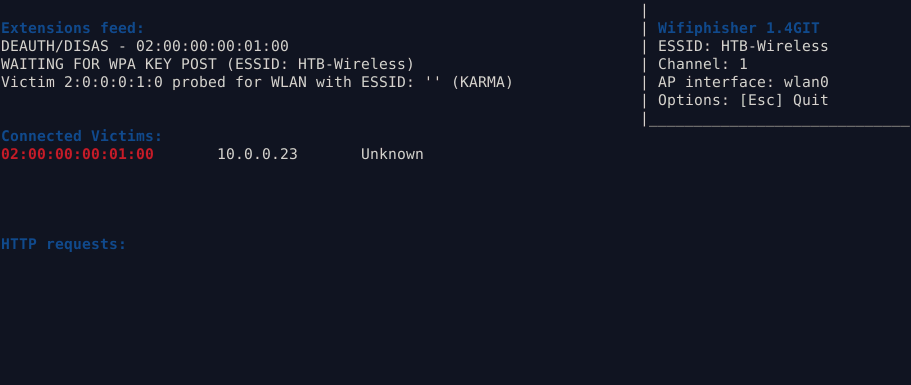 Extensions feed:
DEAUTH/DISAS - 02:00:00:00:01:00
WAITING FOR WPA KEY POST (ESSID: HTB-Wireless)
Victim 2:0:0:0:1:0 probed for WLAN with ESSID: '' (KARMA)
Wifiphisher 1.4GIT
ESSID: HTB-Wireless
Channel: 1
AP interface: wlan0
Options: [Esc] Quit
Connected Victims:
02:00:00:00:01:00 10.0.0.23 Unknown
HTTP requests: